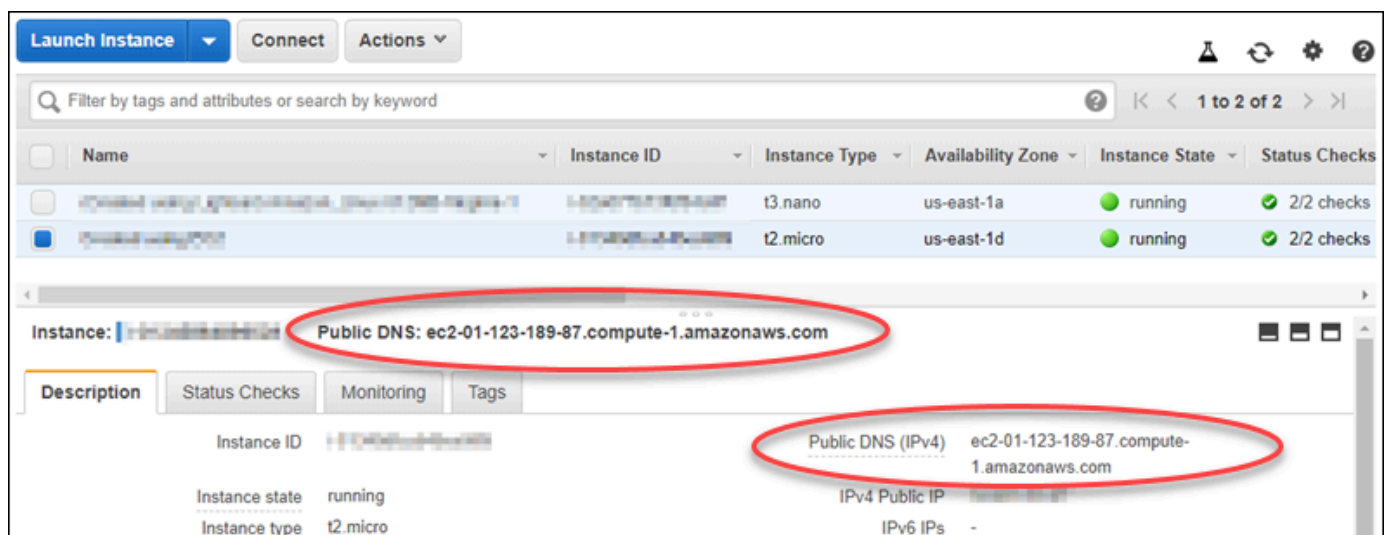 Launch Instance Connect Actions
Filter by tags and attributes or search by keyword 1 to 2 of 2
Name Instance ID Instance Type Availability Zone Instance State Status Checks
t3.nano us-east-1a running 2/2 checks
t2.micro us-east-1d running 2/2 checks
Instance: Public DNS: ec2-01-123-189-87.compute-1.amazonaws.com
Description Status Checks Monitoring Tags
Instance ID Public DNS (IPv4) ec2-01-123-189-87.compute-
1.amazonaws.com
Instance state running IPv4 Public IP
Instance type t2.micro IPv6 IPs -